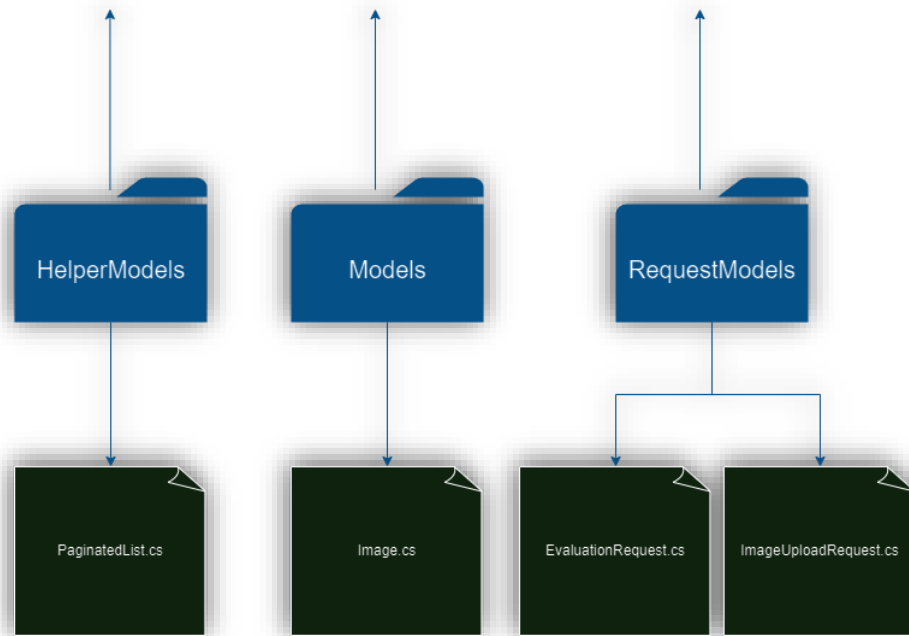 HelperModels
Models
RequestModels
PaginatedList.cs
Image.cs
EvaluationRequest.cs
ImageUploadRequest.cs